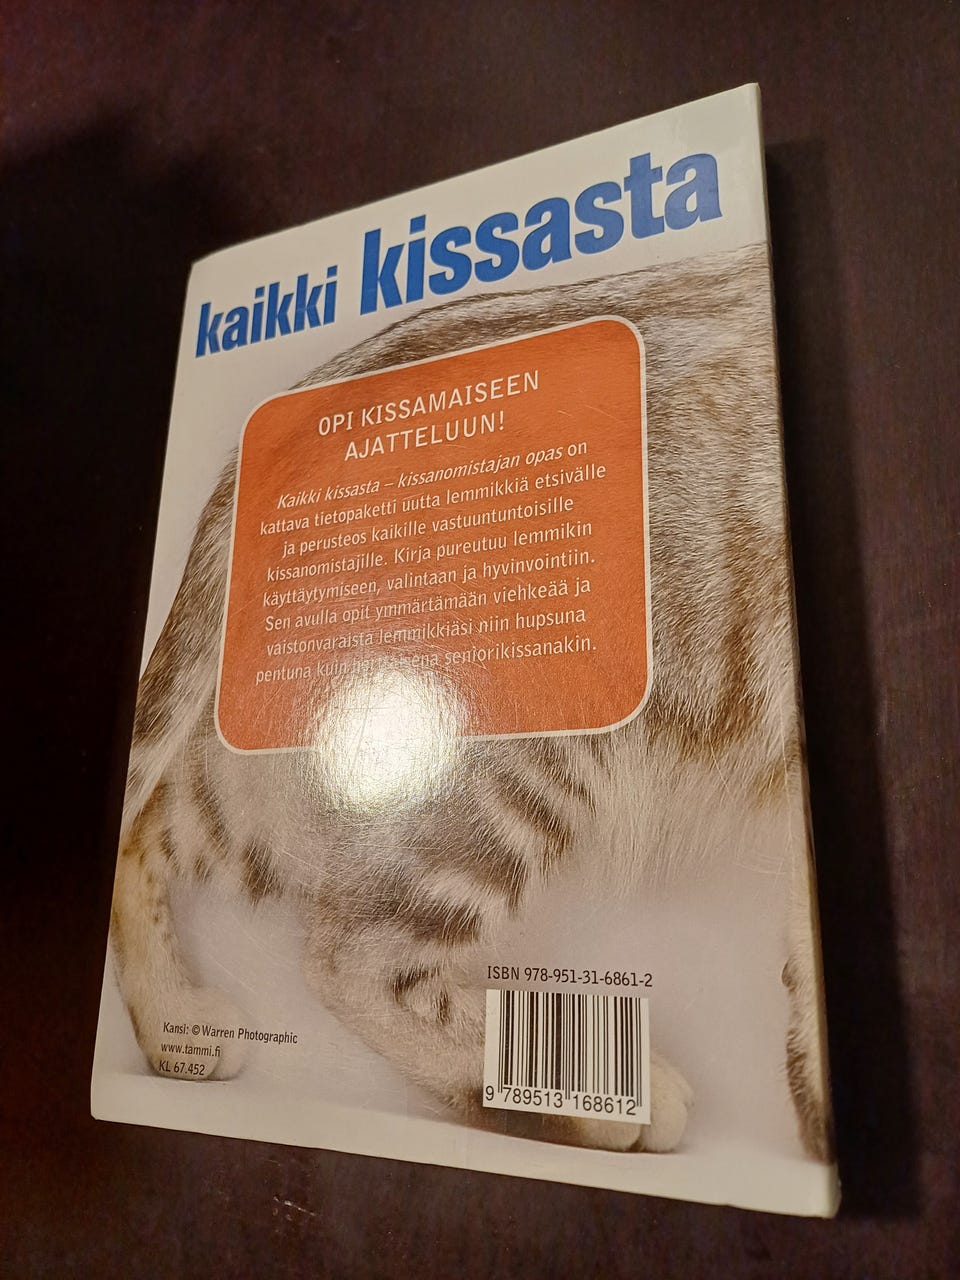 kaikki kissasta
OPI KISSAMAISEEN
AJATTELUUN!
Kaikki kissasta – kissanomistajan opas on
kattava tietopaketti uutta lemmikkiä etsivälle
ja perusteos kaikille vastuuntuntoisille
kissanomistajille. Kirja pureutuu lemmikin
käyttäytymiseen, valintaan ja hyvinvointiin.
Sen avulla opit ymmärtämään viehkeää ja
vaistonvaraista lemmikkiäsi niin hupsuna
pentuna kuin seniorikissanakin.
ISBN 978-951-31-6861-2
9 789513 168612
Kansi: © Warren Photographic
www.tammi.fi
KL 67.452